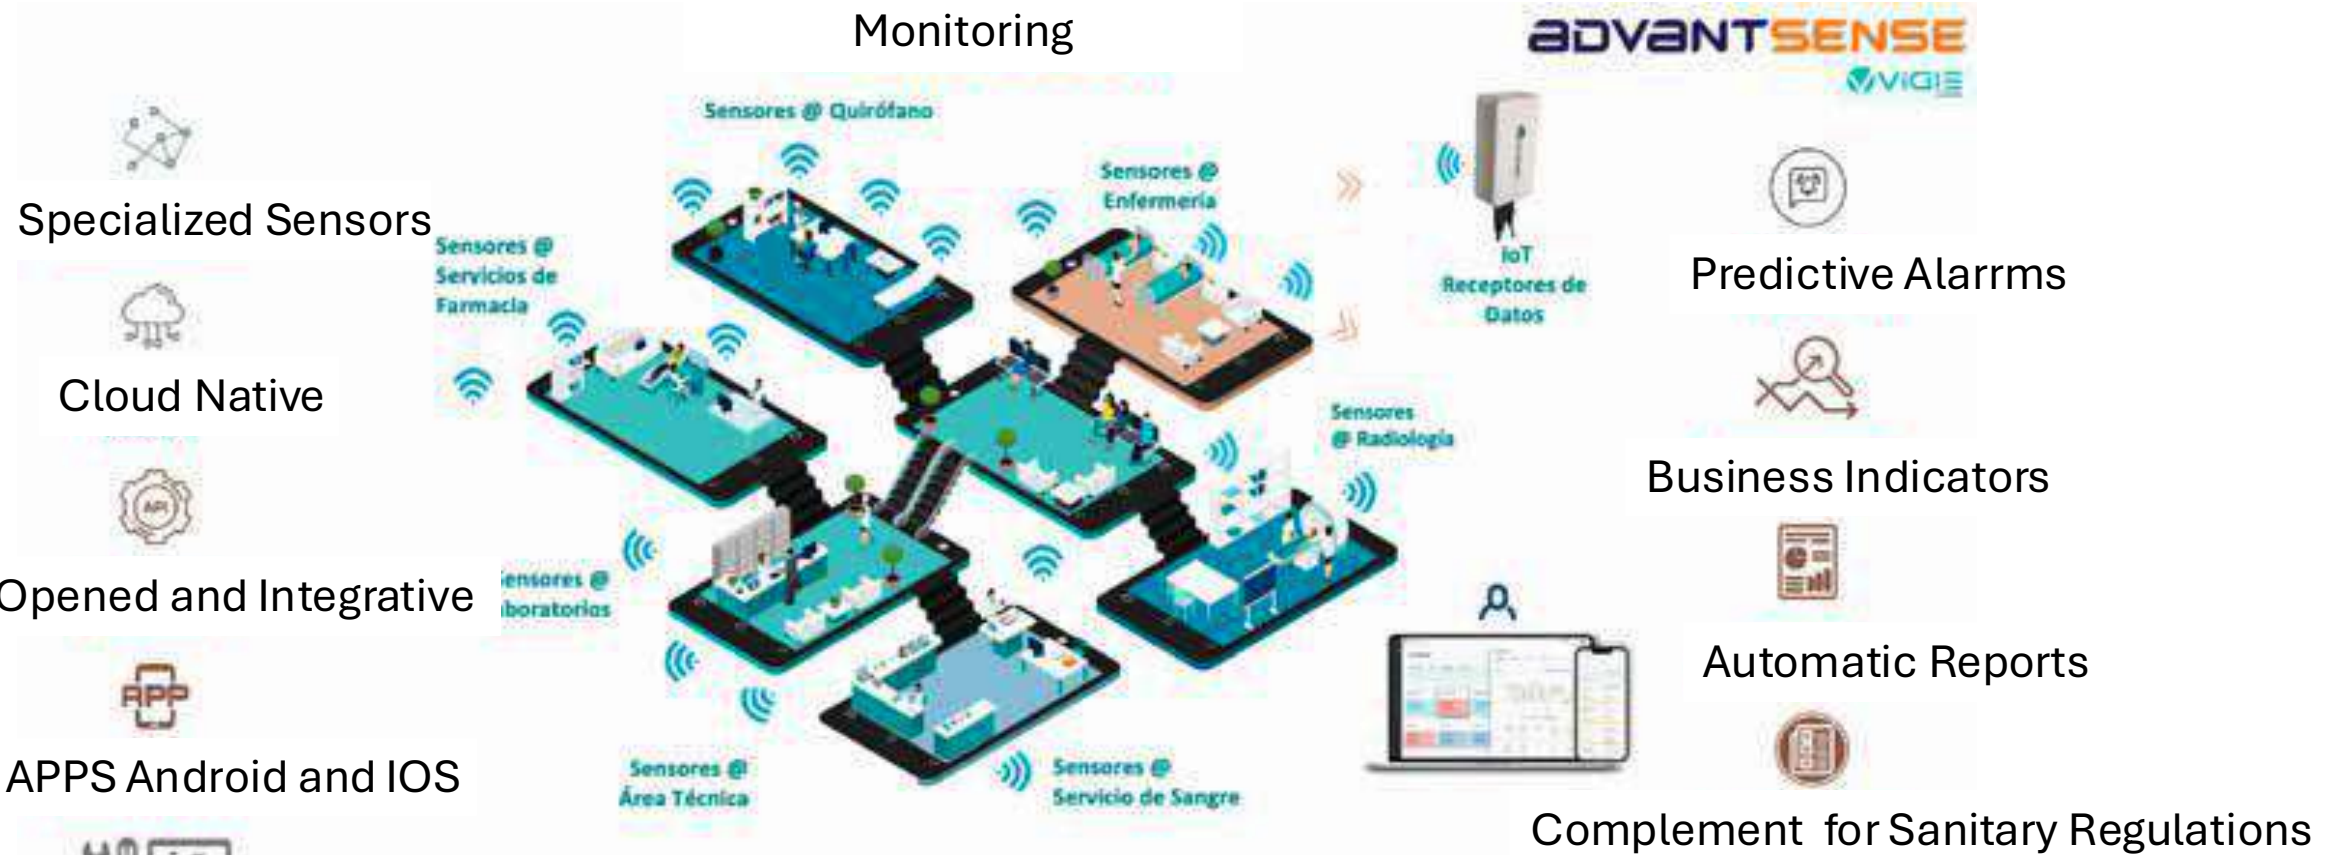 Monitoring
ADVANTSENSE
ViGIE
Specialized Sensors
Cloud Native
API
Opened and Integrative
APP
APPS Android and IOS
Sensores @ Quirófano
Sensores @
Enfermería
Sensores @
Servicios de
Farmacia
Sensores
@ Radiología
ensores @
boratorios
Sensores @
Área Técnica
Sensores @
Servicio de Sangre
IoT
Receptores de
Datos
Predictive Alarrms
Business Indicators
Automatic Reports
Complement for Sanitary Regulations